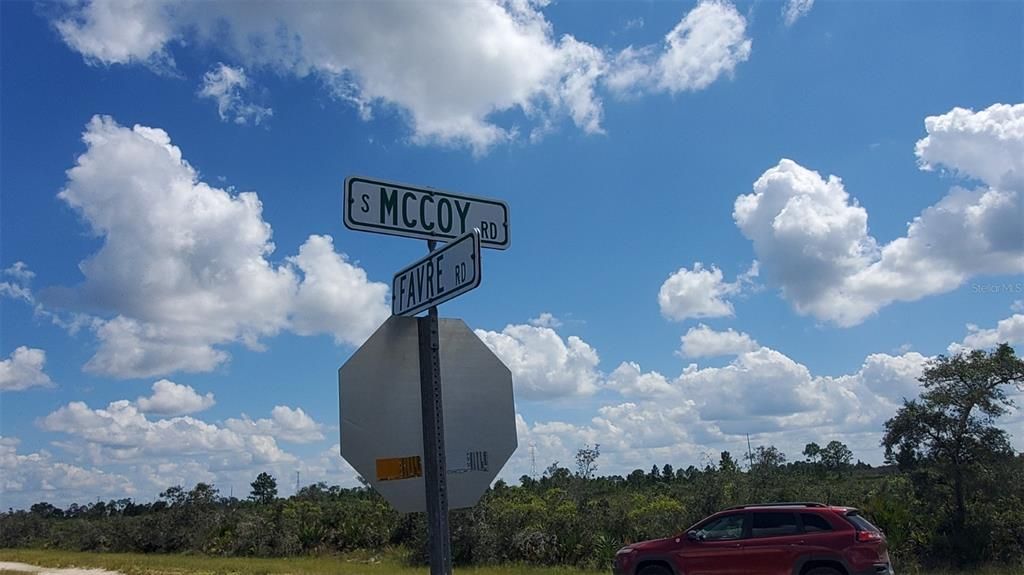 S MCCOY RD
FAVRE RD
Stellar MLS